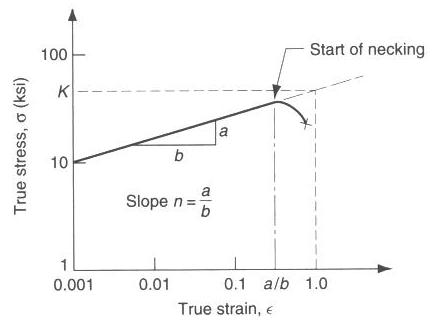 Start of necking
100
K
a
b
10
Slope n = a/b
1
0.001 0.01 0.1 a/b 1.0
True strain, ϵ
True stress, σ (ksi)